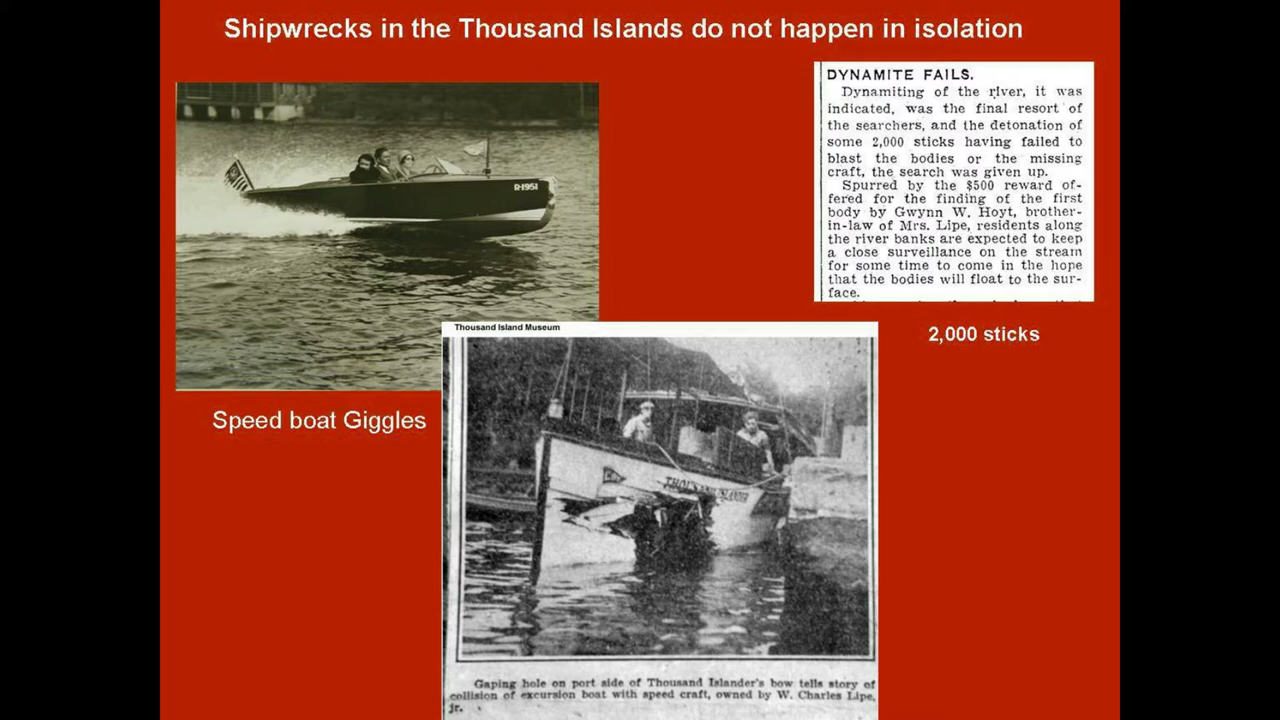 Shipwrecks in the Thousand Islands do not happen in isolation
R-1951
DYNAMITE FAILS.
Dynamiting of the river, it was
indicated, was the final resort of
the searchers, and the detonation of
some 2,000 sticks having failed to
blast the bodies or the missing
craft, the search was given up.
Spurred by the $500 reward of-
fered for the finding of the first
body by Gwynn W. Hoyt, brother-
in-law of Mrs. Lipe, residents along
the river banks are expected to keep
a close surveillance on the stream
for some time to come in the hope
that the bodies will float to the sur-
face.
2,000 sticks
Speed boat Giggles
Thousand Island Museum
THOUSAND ISLANDER
Gaping hole on port side of Thousand Islander's bow tells story of
collision of excursion boat with speed craft, owned by W. Charles Lipe,
jr.